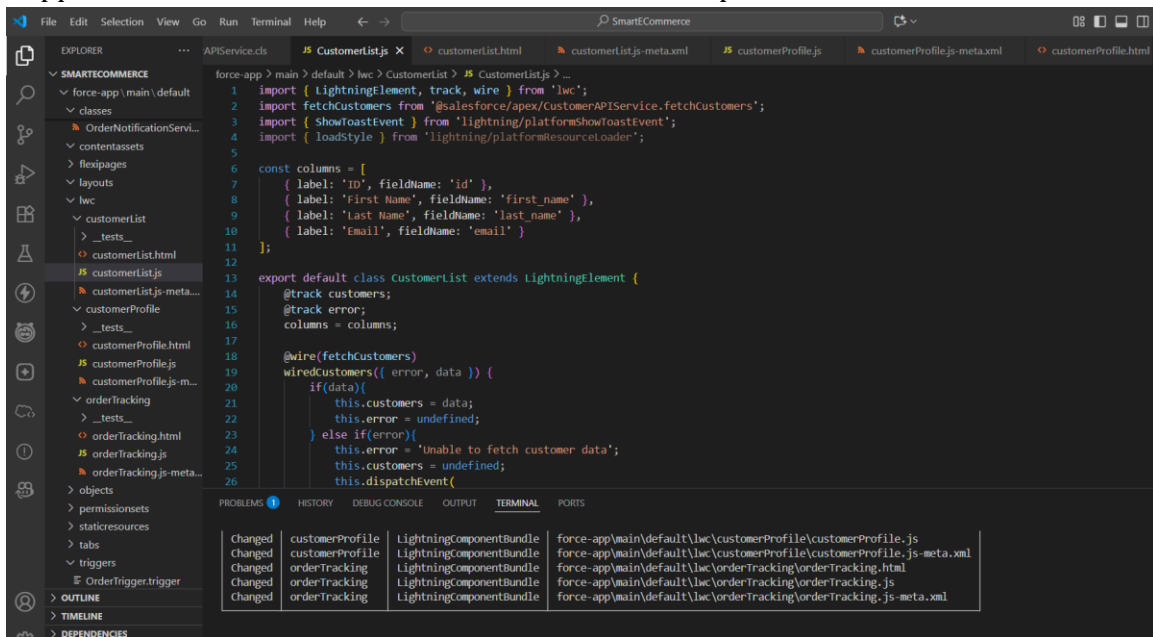 File Edit Selection View Go Run Terminal Help
SmartECommerce
EXPLORER
APIService.cls
JS CustomerList.js
customerList.html
customerList.js-meta.xml
JS customerProfile.js
customerProfile.js-meta.xml
customerProfile.html
SMARTECOMMERCE
force-app\main\default
classes
OrderNotificationServi...
contentassets
flexipages
layouts
lwc
customerList
__tests__
customerList.html
JS customerList.js
customerList.js-meta....
customerProfile
__tests__
customerProfile.html
JS customerProfile.js
customerProfile.js-m...
orderTracking
__tests__
orderTracking.html
JS orderTracking.js
orderTracking.js-meta...
objects
permissionsets
staticresources
tabs
triggers
OrderTrigger.trigger
OUTLINE
TIMELINE
DEPENDENCIES
force-app > main > default > lwc > CustomerList > JS CustomerList.js > ...
1 import { LightningElement, track, wire } from 'lwc';
2 import fetchCustomers from '@salesforce/apex/CustomerAPIService.fetchCustomers';
3 import { ShowToastEvent } from 'lightning/platformShowToastEvent';
4 import { loadStyle } from 'lightning/platformResourceLoader';
5
6 const columns = [
7 { label: 'ID', fieldName: 'id' },
8 { label: 'First Name', fieldName: 'first_name' },
9 { label: 'Last Name', fieldName: 'last_name' },
10 { label: 'Email', fieldName: 'email' }
11 ];
12
13 export default class CustomerList extends LightningElement {
14 @track customers;
15 @track error;
16 columns = columns;
17
18 @wire(fetchCustomers)
19 wiredCustomers({ error, data }) {
20 if(data){
21 this.customers = data;
22 this.error = undefined;
23 } else if(error){
24 this.error = 'Unable to fetch customer data';
25 this.customers = undefined;
26 this.dispatchEvent(
PROBLEMS 1 HISTORY DEBUG CONSOLE OUTPUT TERMINAL PORTS
Changed customerProfile LightningComponentBundle force-app\main\default\lwc\customerProfile\customerProfile.js
Changed customerProfile LightningComponentBundle force-app\main\default\lwc\customerProfile\customerProfile.js-meta.xml
Changed orderTracking LightningComponentBundle force-app\main\default\lwc\orderTracking\orderTracking.html
Changed orderTracking LightningComponentBundle force-app\main\default\lwc\orderTracking\orderTracking.js
Changed orderTracking LightningComponentBundle force-app\main\default\lwc\orderTracking\orderTracking.js-meta.xml